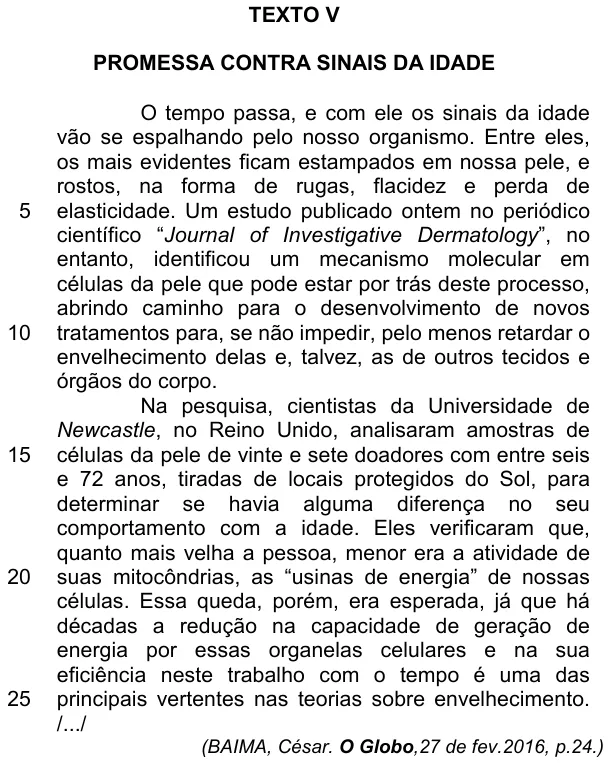 TEXTO V
PROMESSA CONTRA SINAIS DA IDADE
O tempo passa, e com ele os sinais da idade
vão se espalhando pelo nosso organismo. Entre eles,
os mais evidentes ficam estampados em nossa pele, e
rostos, na forma de rugas, flacidez e perda de
5 elasticidade. Um estudo publicado ontem no periódico
científico “Journal of Investigative Dermatology”, no
entanto, identificou um mecanismo molecular em
células da pele que pode estar por trás deste processo,
abrindo caminho para o desenvolvimento de novos
10 tratamentos para, se não impedir, pelo menos retardar o
envelhecimento delas e, talvez, as de outros tecidos e
órgãos do corpo.
Na pesquisa, cientistas da Universidade de
Newcastle, no Reino Unido, analisaram amostras de
15 células da pele de vinte e sete doadores com entre seis
e 72 anos, tiradas de locais protegidos do Sol, para
determinar se havia alguma diferença no seu
comportamento com a idade. Eles verificaram que,
quanto mais velha a pessoa, menor era a atividade de
20 suas mitocôndrias, as “usinas de energia” de nossas
células. Essa queda, porém, era esperada, já que há
décadas a redução na capacidade de geração de
energia por essas organelas celulares e na sua
eficiência neste trabalho com o tempo é uma das
25 principais vertentes nas teorias sobre envelhecimento.
/.../
(BAIMA, César. O Globo,27 de fev.2016, p.24.)